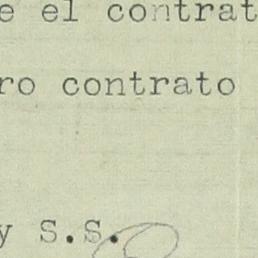 e el contrat
ro contrato
y S.S.